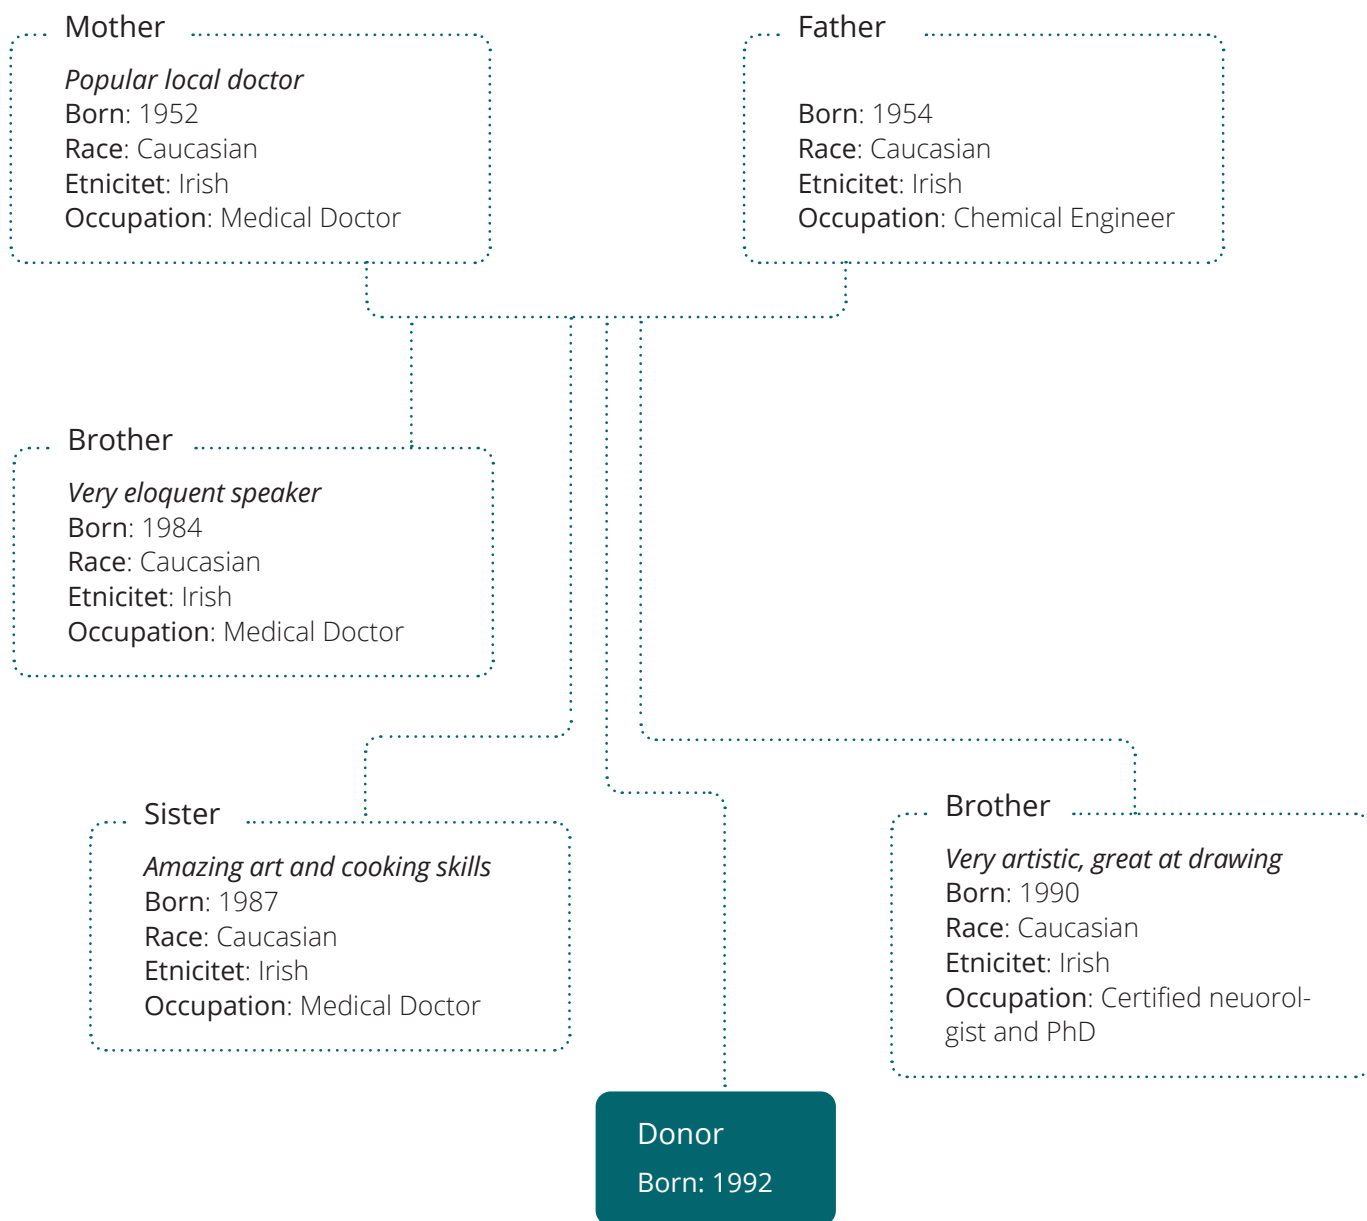 Mother
Popular local doctor
Born: 1952
Race: Caucasian
Etnicitet: Irish
Occupation: Medical Doctor
Father
Born: 1954
Race: Caucasian
Etnicitet: Irish
Occupation: Chemical Engineer
Brother
Very eloquent speaker
Born: 1984
Race: Caucasian
Etnicitet: Irish
Occupation: Medical Doctor
Sister
Amazing art and cooking skills
Born: 1987
Race: Caucasian
Etnicitet: Irish
Occupation: Medical Doctor
Brother
Very artistic, great at drawing
Born: 1990
Race: Caucasian
Etnicitet: Irish
Occupation: Certified neuorol-
gist and PhD
Donor
Born: 1992